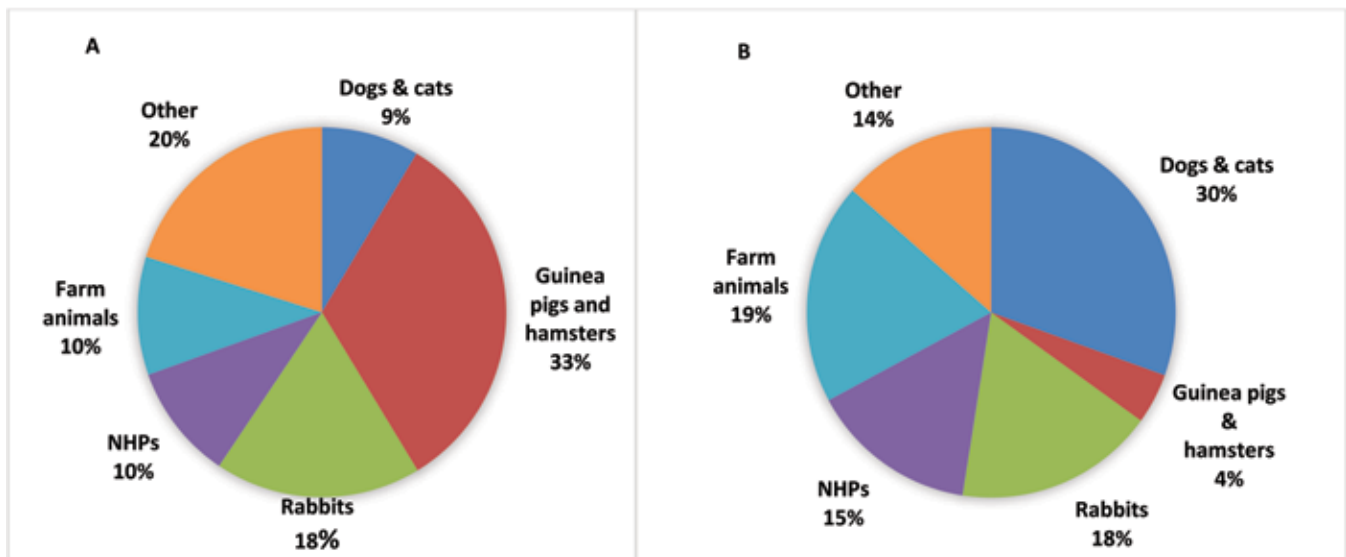 A
Dogs & cats
9%
Other
20%
Guinea
pigs and
hamsters
33%
Farm
animals
10%
NHPs
10%
Rabbits
18%
B
Other
14%
Dogs & cats
30%
Farm
animals
19%
Guinea pigs
&
hamsters
4%
NHPs
15%
Rabbits
18%